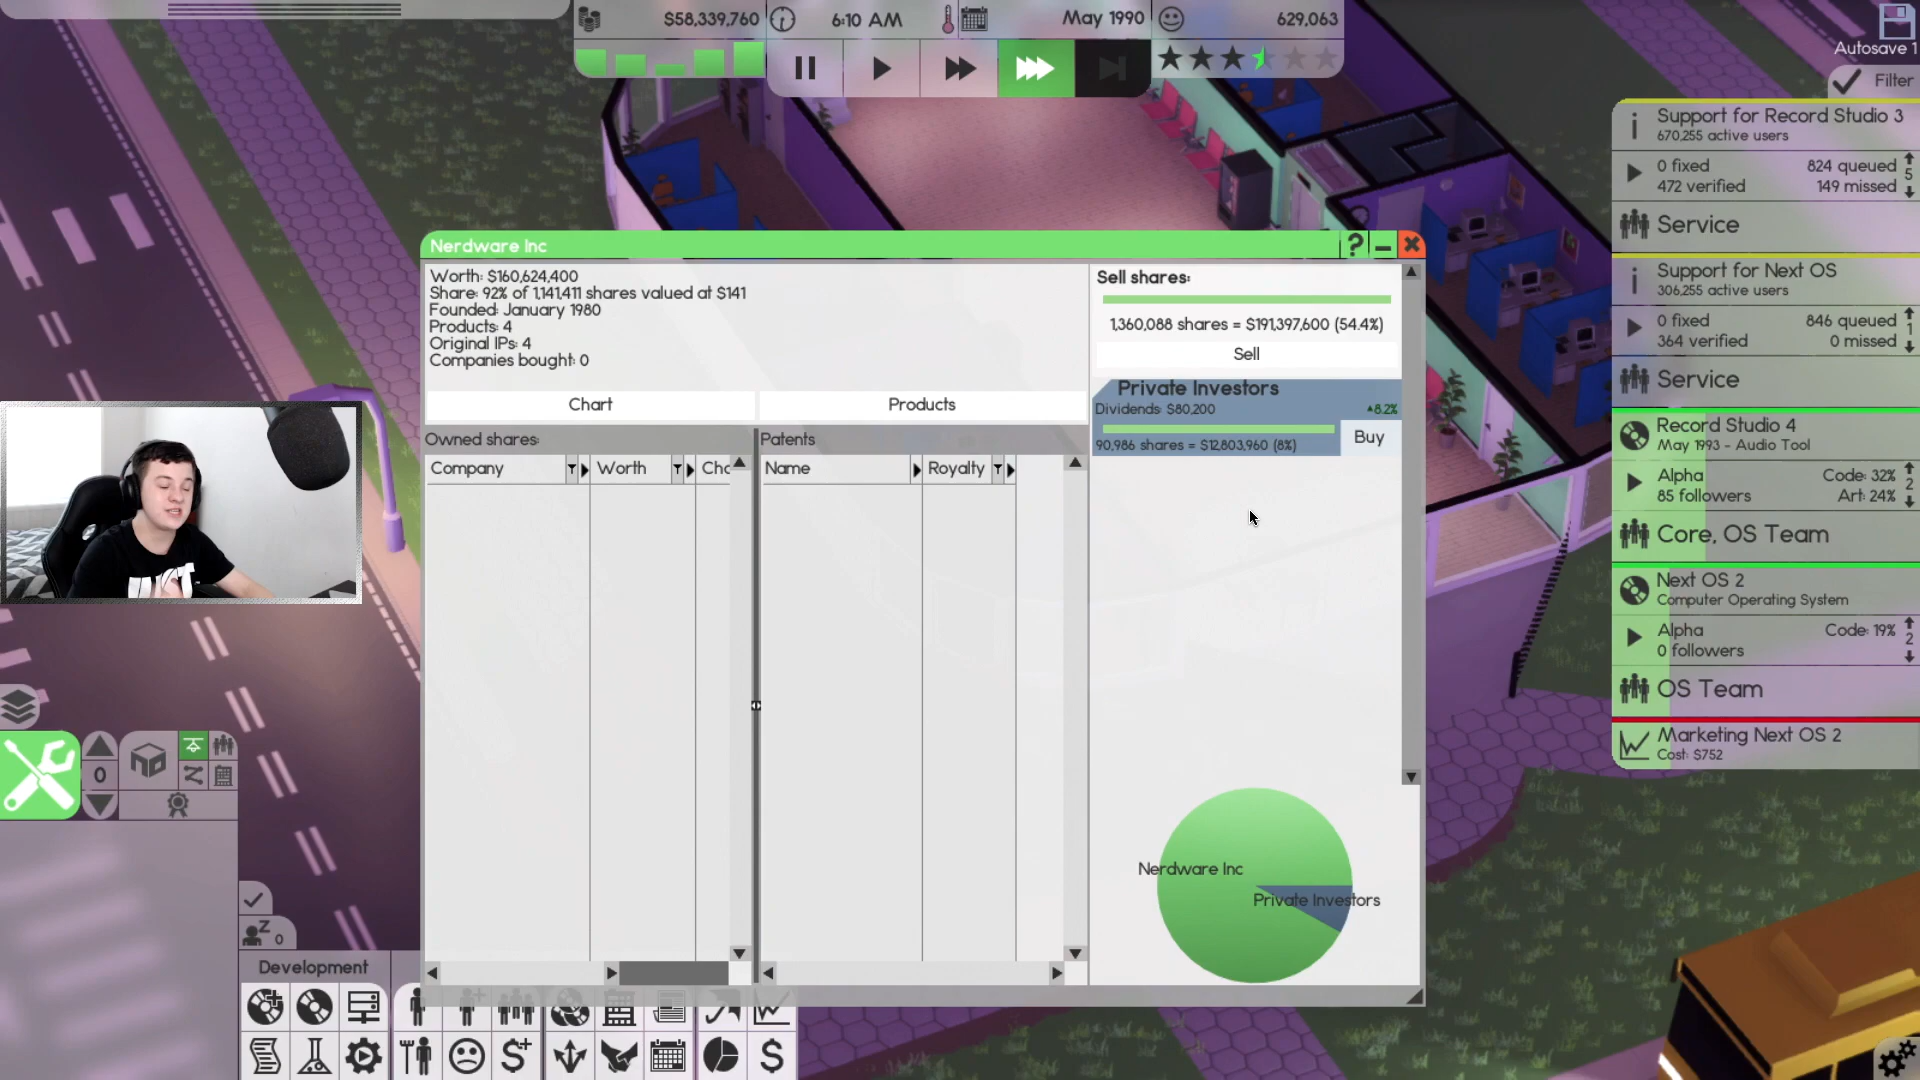 $58,339,760
6:10 AM
May 1990
629,063
Autosave 1
Filter
Support for Record Studio 3
670,255 active users
0 fixed
824 queued
5
472 verified
149 missed
Service
Support for Next OS
306,255 active users
0 fixed
846 queued
1
364 verified
0 missed
Service
Record Studio 4
May 1993 - Audio Tool
Alpha
Code: 32%
2
85 followers
Art: 24%
Core, OS Team
Next OS 2
Computer Operating System
Alpha
Code: 19%
2
0 followers
OS Team
Marketing Next OS 2
Cost: $752
Nerdware Inc
?
Worth: $160,624,400
Share: 92% of 1,141,411 shares valued at $141
Founded: January 1980
Products: 4
Original IPs: 4
Companies bought: 0
Chart
Products
Owned shares:
Patents
Company
Worth
Cha
Name
Royalty
Sell shares:
1,360,088 shares = $191,397,600 (54.4%)
Sell
Private Investors
Dividends: $80,200
▲8.2%
90,986 shares = $12,803,960 (8%)
Buy
Nerdware Inc
Private Investors
0
Z
0
Development